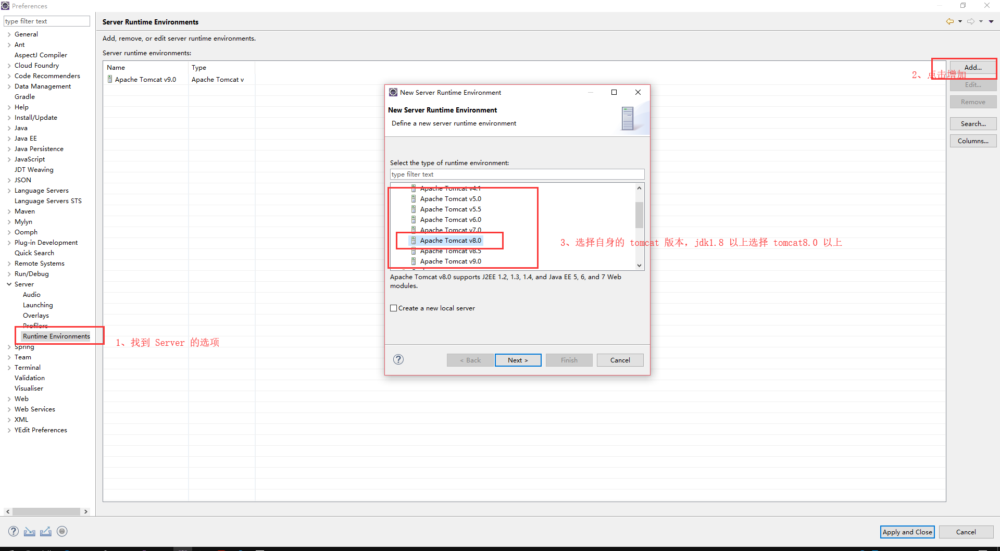 Preferences
type filter text
General
Ant
AspectJ Compiler
Cloud Foundry
Code Recommenders
Data Management
Gradle
Help
Install/Update
Java
Java EE
Java Persistence
JavaScript
JDT Weaving
JSON
Language Servers
Language Servers STS
Maven
Mylyn
Oomph
Plug-in Development
Quick Search
Remote Systems
Run/Debug
Server
Audio
Launching
Overlays
Profilers
Runtime Environments
Spring
Team
Terminal
Validation
Visualiser
Web
Web Services
XML
YEdit Preferences
1、找到 Server 的选项
Server Runtime Environments
Add, remove, or edit server runtime environments.
Server runtime environments:
Name Type
Apache Tomcat v9.0 Apache Tomcat v
Add...
2、点击增加
Edit...
Remove
Search...
Columns...
New Server Runtime Environment
New Server Runtime Environment
Define a new server runtime environment
Select the type of runtime environment:
type filter text
Apache Tomcat v4.1
Apache Tomcat v5.0
Apache Tomcat v5.5
Apache Tomcat v6.0
Apache Tomcat v7.0
Apache Tomcat v8.0
Apache Tomcat v8.5
Apache Tomcat v9.0
3、选择自身的 tomcat 版本，jdk1.8 以上选择 tomcat8.0 以上
Apache Tomcat v8.0 supports J2EE 1.2, 1.3, 1.4, and Java EE 5, 6, and 7 Web
modules.
Create a new local server
< Back Next > Finish Cancel
Apply and Close Cancel